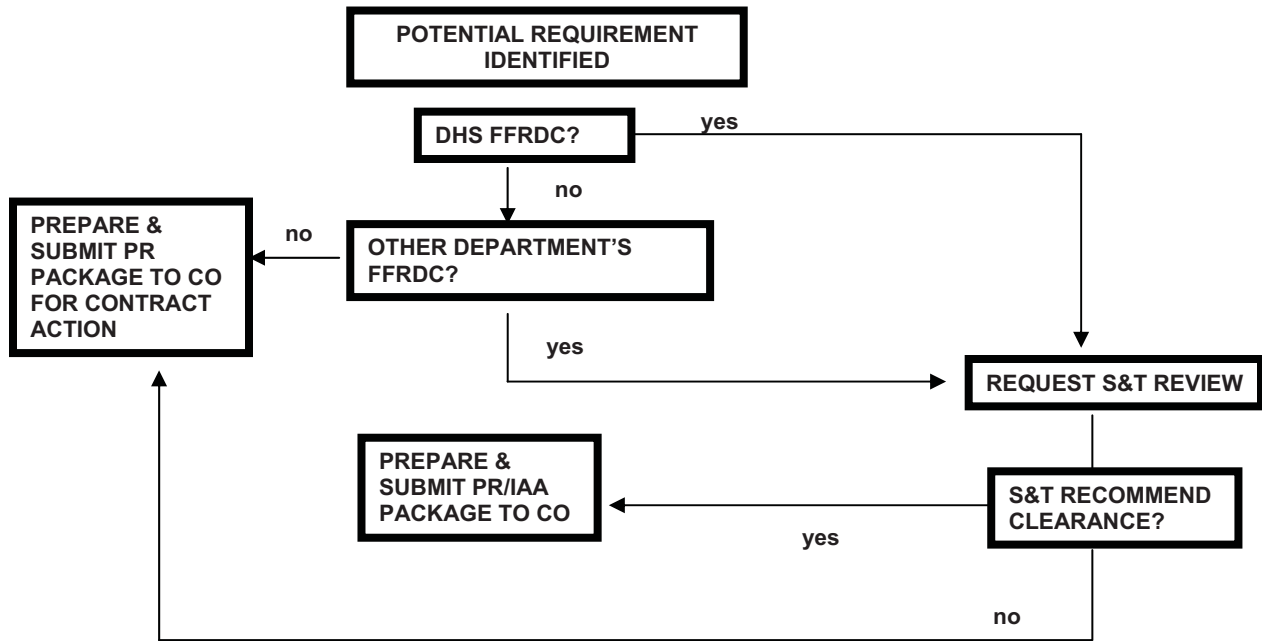 POTENTIAL REQUIREMENT
IDENTIFIED
DHS FFRDC?
yes
no
PREPARE &
SUBMIT PR
PACKAGE TO CO
FOR CONTRACT
ACTION
no
OTHER DEPARTMENT’S
FFRDC?
yes
REQUEST S&T REVIEW
PREPARE &
SUBMIT PR/IAA
PACKAGE TO CO
S&T RECOMMEND
CLEARANCE?
yes
no